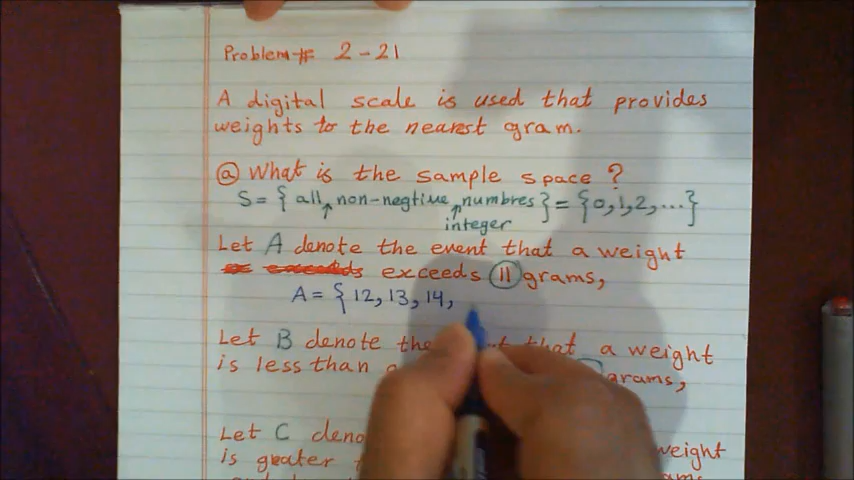 Problem # 2-21
A digital scale is used that provides
weights to the nearest gram.
ⓐ What is the sample space ?
S = { all non-negtive numbres } = {0,1,2,...}
integer
Let A denote the event that a weight
exceeds 11 grams,
A = { 12, 13, 14,
Let B denote the that a weight
is less than grams,
Let C weight
is greater